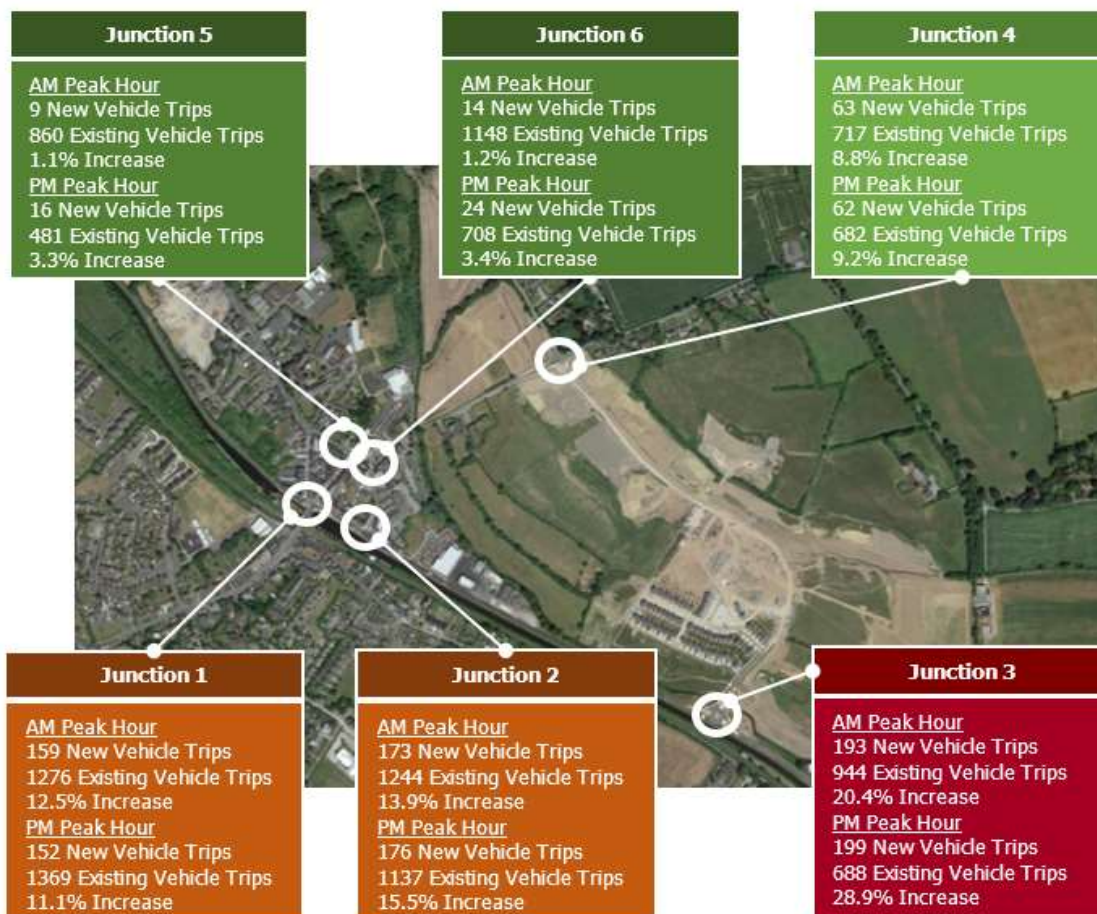 Junction 5
AM Peak Hour
9 New Vehicle Trips
860 Existing Vehicle Trips
1.1% Increase
PM Peak Hour
16 New Vehicle Trips
481 Existing Vehicle Trips
3.3% Increase
Junction 6
AM Peak Hour
14 New Vehicle Trips
1148 Existing Vehicle Trips
1.2% Increase
PM Peak Hour
24 New Vehicle Trips
708 Existing Vehicle Trips
3.4% Increase
Junction 4
AM Peak Hour
63 New Vehicle Trips
717 Existing Vehicle Trips
8.8% Increase
PM Peak Hour
62 New Vehicle Trips
682 Existing Vehicle Trips
9.2% Increase
Junction 1
AM Peak Hour
159 New Vehicle Trips
1276 Existing Vehicle Trips
12.5% Increase
PM Peak Hour
152 New Vehicle Trips
1369 Existing Vehicle Trips
11.1% Increase
Junction 2
AM Peak Hour
173 New Vehicle Trips
1244 Existing Vehicle Trips
13.9% Increase
PM Peak Hour
176 New Vehicle Trips
1137 Existing Vehicle Trips
15.5% Increase
Junction 3
AM Peak Hour
193 New Vehicle Trips
944 Existing Vehicle Trips
20.4% Increase
PM Peak Hour
199 New Vehicle Trips
688 Existing Vehicle Trips
28.9% Increase